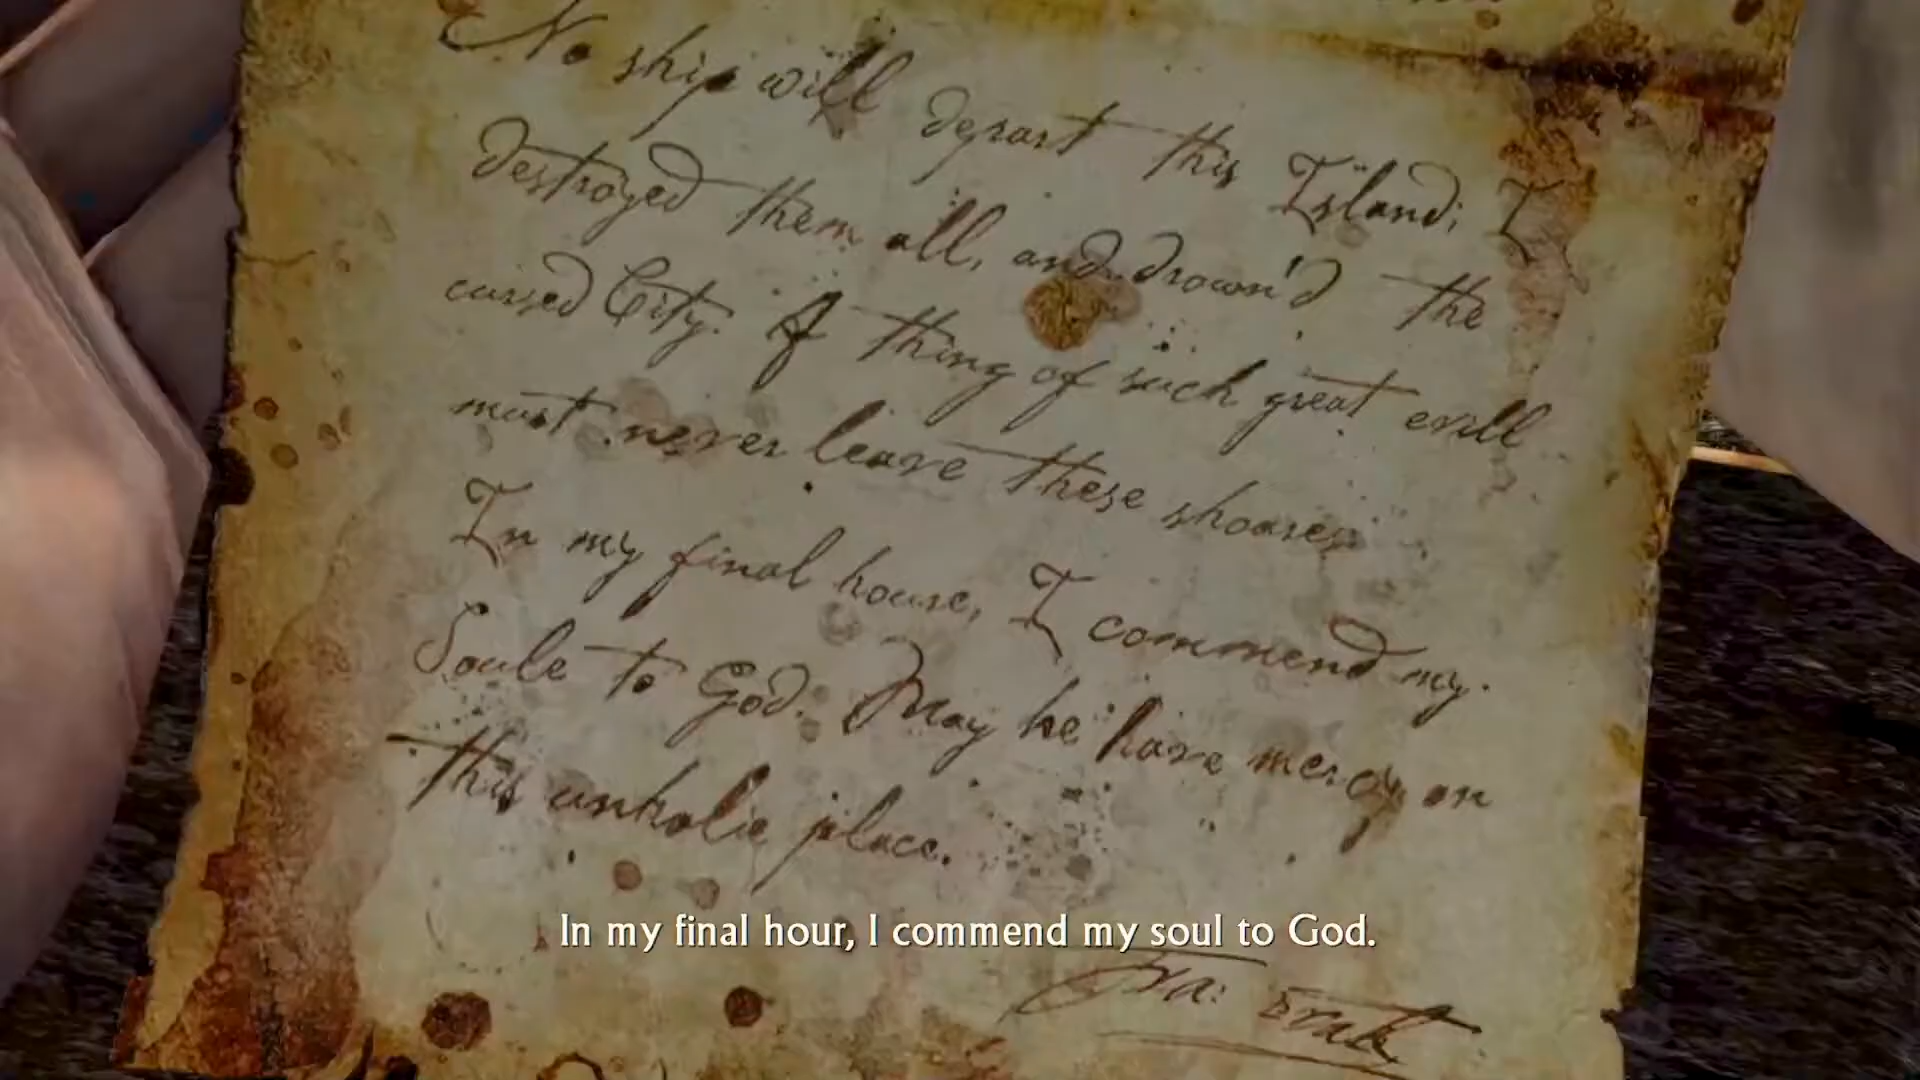 No ship will depart this Island; I
destroyed them all, and drown'd the
cursed City. A thing of such great evill
must never leave these shoares
In my final houre, I commend my
Soule to God. May he have mercy on
this unholie place.
In my final hour, I commend my soul to God.
Fra: Drake